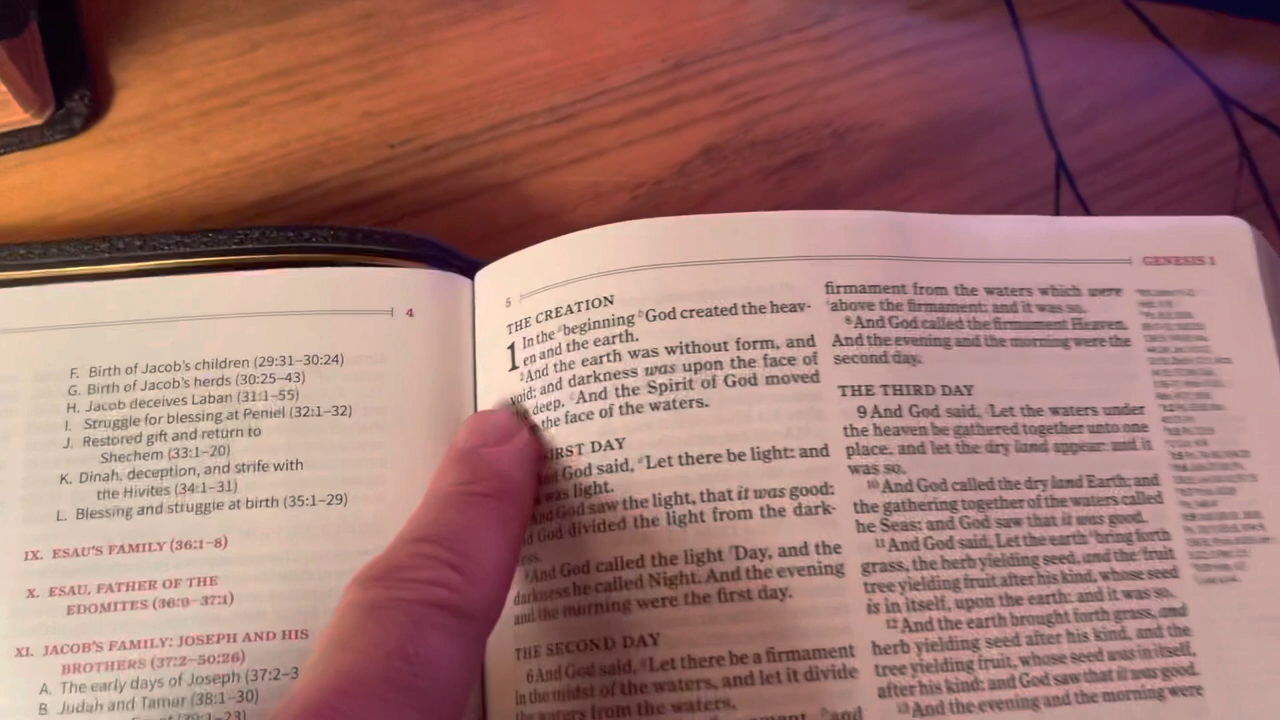 4
F. Birth of Jacob's children (29:31–30:24)
G. Birth of Jacob's herds (30:25–43)
H. Jacob deceives Laban (31:1–55)
I. Struggle for blessing at Peniel (32:1–32)
J. Restored gift and return to
Shechem (33:1–20)
K. Dinah, deception, and strife with
the Hivites (34:1–31)
L. Blessing and struggle at birth (35:1–29)
IX. ESAU'S FAMILY (36:1–8)
X. ESAU, FATHER OF THE
EDOMITES (36:9–37:1)
XI. JACOB'S FAMILY: JOSEPH AND HIS
BROTHERS (37:2–50:26)
A. The early days of Joseph (37:2–3
B. Judah and Tamar (38:1–30)
5
GENESIS 1
THE CREATION
1 In the beginning God created the heav-
en and the earth.
2 And the earth was without form, and
void; and darkness was upon the face of
deep. And the Spirit of God moved
the face of the waters.
IRST DAY
God said, Let there be light: and
was light.
And God saw the light, that it was good:
God divided the light from the dark-
And God called the light Day, and the
darkness he called Night. And the evening
and the morning were the first day.
THE SECOND DAY
6 And God said, Let there be a firmament
in the midst of the waters, and let it divide
the waters from the waters.
and
firmament from the waters which were
above the firmament: and it was so.
8 And God called the firmament Heaven.
And the evening and the morning were the
second day.
THE THIRD DAY
9 And God said, Let the waters under
the heaven be gathered together unto one
place, and let the dry land appear: and it
was so.
10 And God called the dry land Earth; and
the gathering together of the waters called
he Seas: and God saw that it was good.
11 And God said, Let the earth bring forth
grass, the herb yielding seed, and the fruit
tree yielding fruit after his kind, whose seed
is in itself, upon the earth: and it was so.
12 And the earth brought forth grass, and
herb yielding seed after his kind, and the
tree yielding fruit, whose seed was in itself,
after his kind: and God saw that it was good.
13 And the evening and the morning were